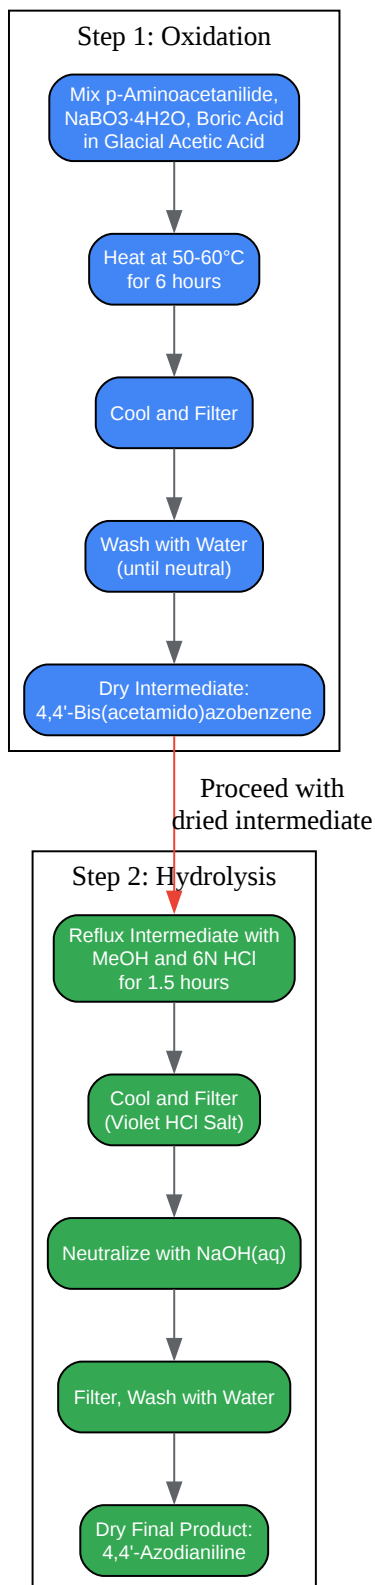 Step 1: Oxidation
Mix p-Aminoacetanilide,
NaBO3·4H2O, Boric Acid
in Glacial Acetic Acid
Heat at 50-60°C
for 6 hours
Cool and Filter
Wash with Water
(until neutral)
Dry Intermediate:
4,4'-Bis(acetamido)azobenzene
Proceed with
dried intermediate
Step 2: Hydrolysis
Reflux Intermediate with
MeOH and 6N HCl
for 1.5 hours
Cool and Filter
(Violet HCl Salt)
Neutralize with NaOH(aq)
Filter, Wash with Water
Dry Final Product:
4,4'-Azodianiline